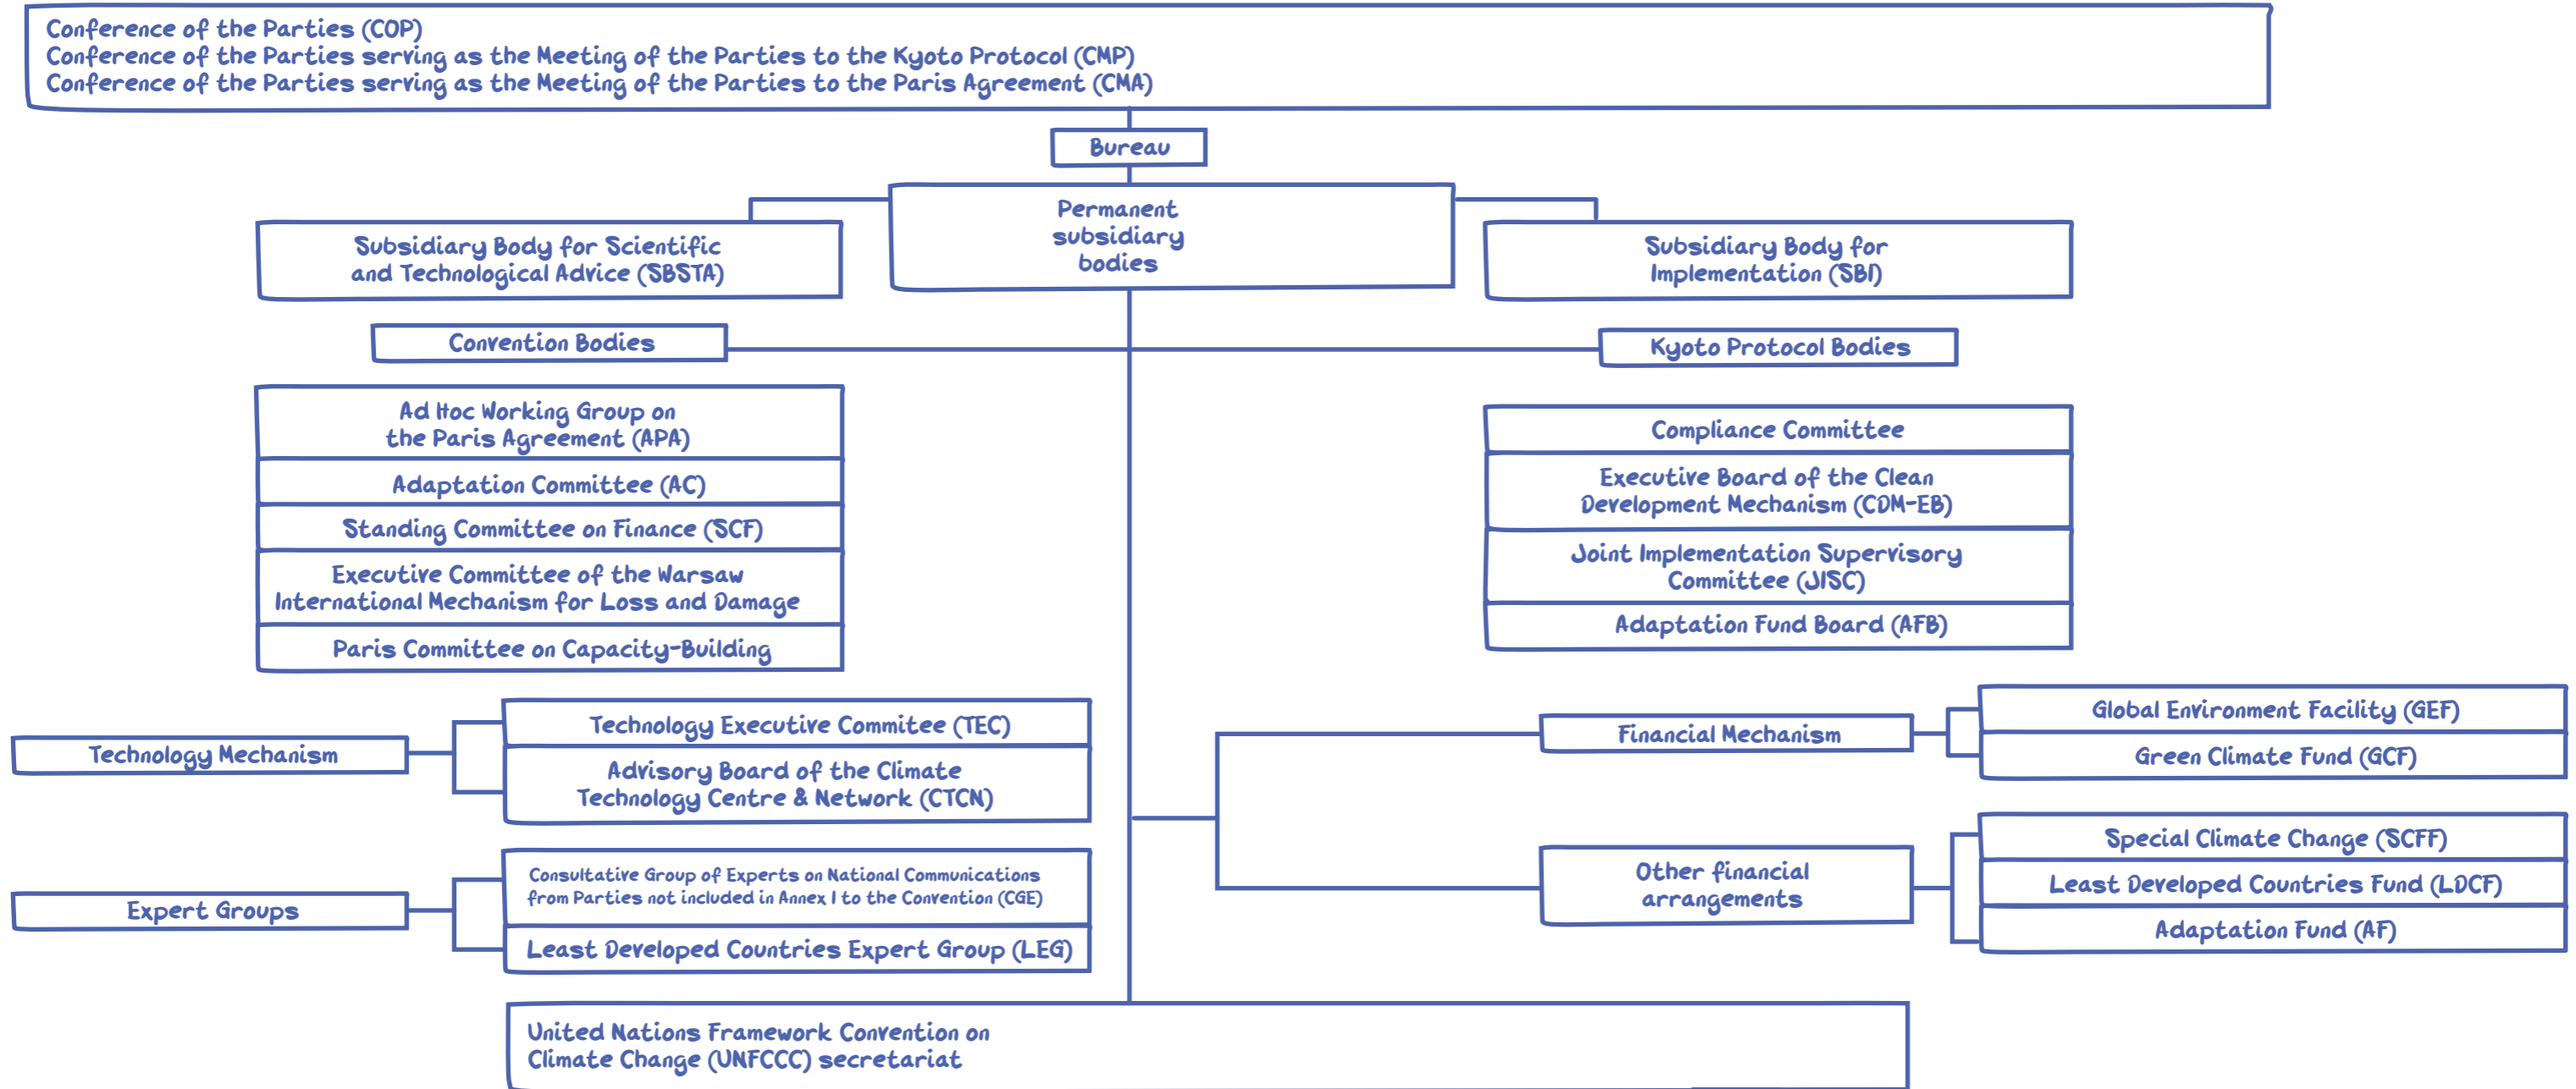 Conference of the Parties (COP)
Conference of the Parties serving as the Meeting of the Parties to the Kyoto Protocol (CMP)
Conference of the Parties serving as the Meeting of the Parties to the Paris Agreement (CMA)
Bureau
Permanent
subsidiary
bodies
Subsidiary Body for Scientific
and Technological Advice (SBSTA)
Subsidiary Body for
Implementation (SBI)
Convention Bodies
Kyoto Protocol Bodies
Ad Hoc Working Group on
the Paris Agreement (APA)
Adaptation Committee (AC)
Standing Committee on Finance (SCF)
Executive Committee of the Warsaw
International Mechanism for Loss and Damage
Paris Committee on Capacity-Building
Compliance Committee
Executive Board of the Clean
Development Mechanism (CDM-EB)
Joint Implementation Supervisory
Committee (JISC)
Adaptation Fund Board (AFB)
Technology Mechanism
Technology Executive Commitee (TEC)
Advisory Board of the Climate
Technology Centre & Network (CTCN)
Expert Groups
Consultative Group of Experts on National Communications
from Parties not included in Annex I to the Convention (CGE)
Least Developed Countries Expert Group (LEG)
Financial Mechanism
Global Environment Facility (GEF)
Green Climate Fund (GCF)
Other financial
arrangements
Special Climate Change (SCFF)
Least Developed Countries Fund (LDCF)
Adaptation Fund (AF)
United Nations Framework Convention on
Climate Change (UNFCCC) secretariat